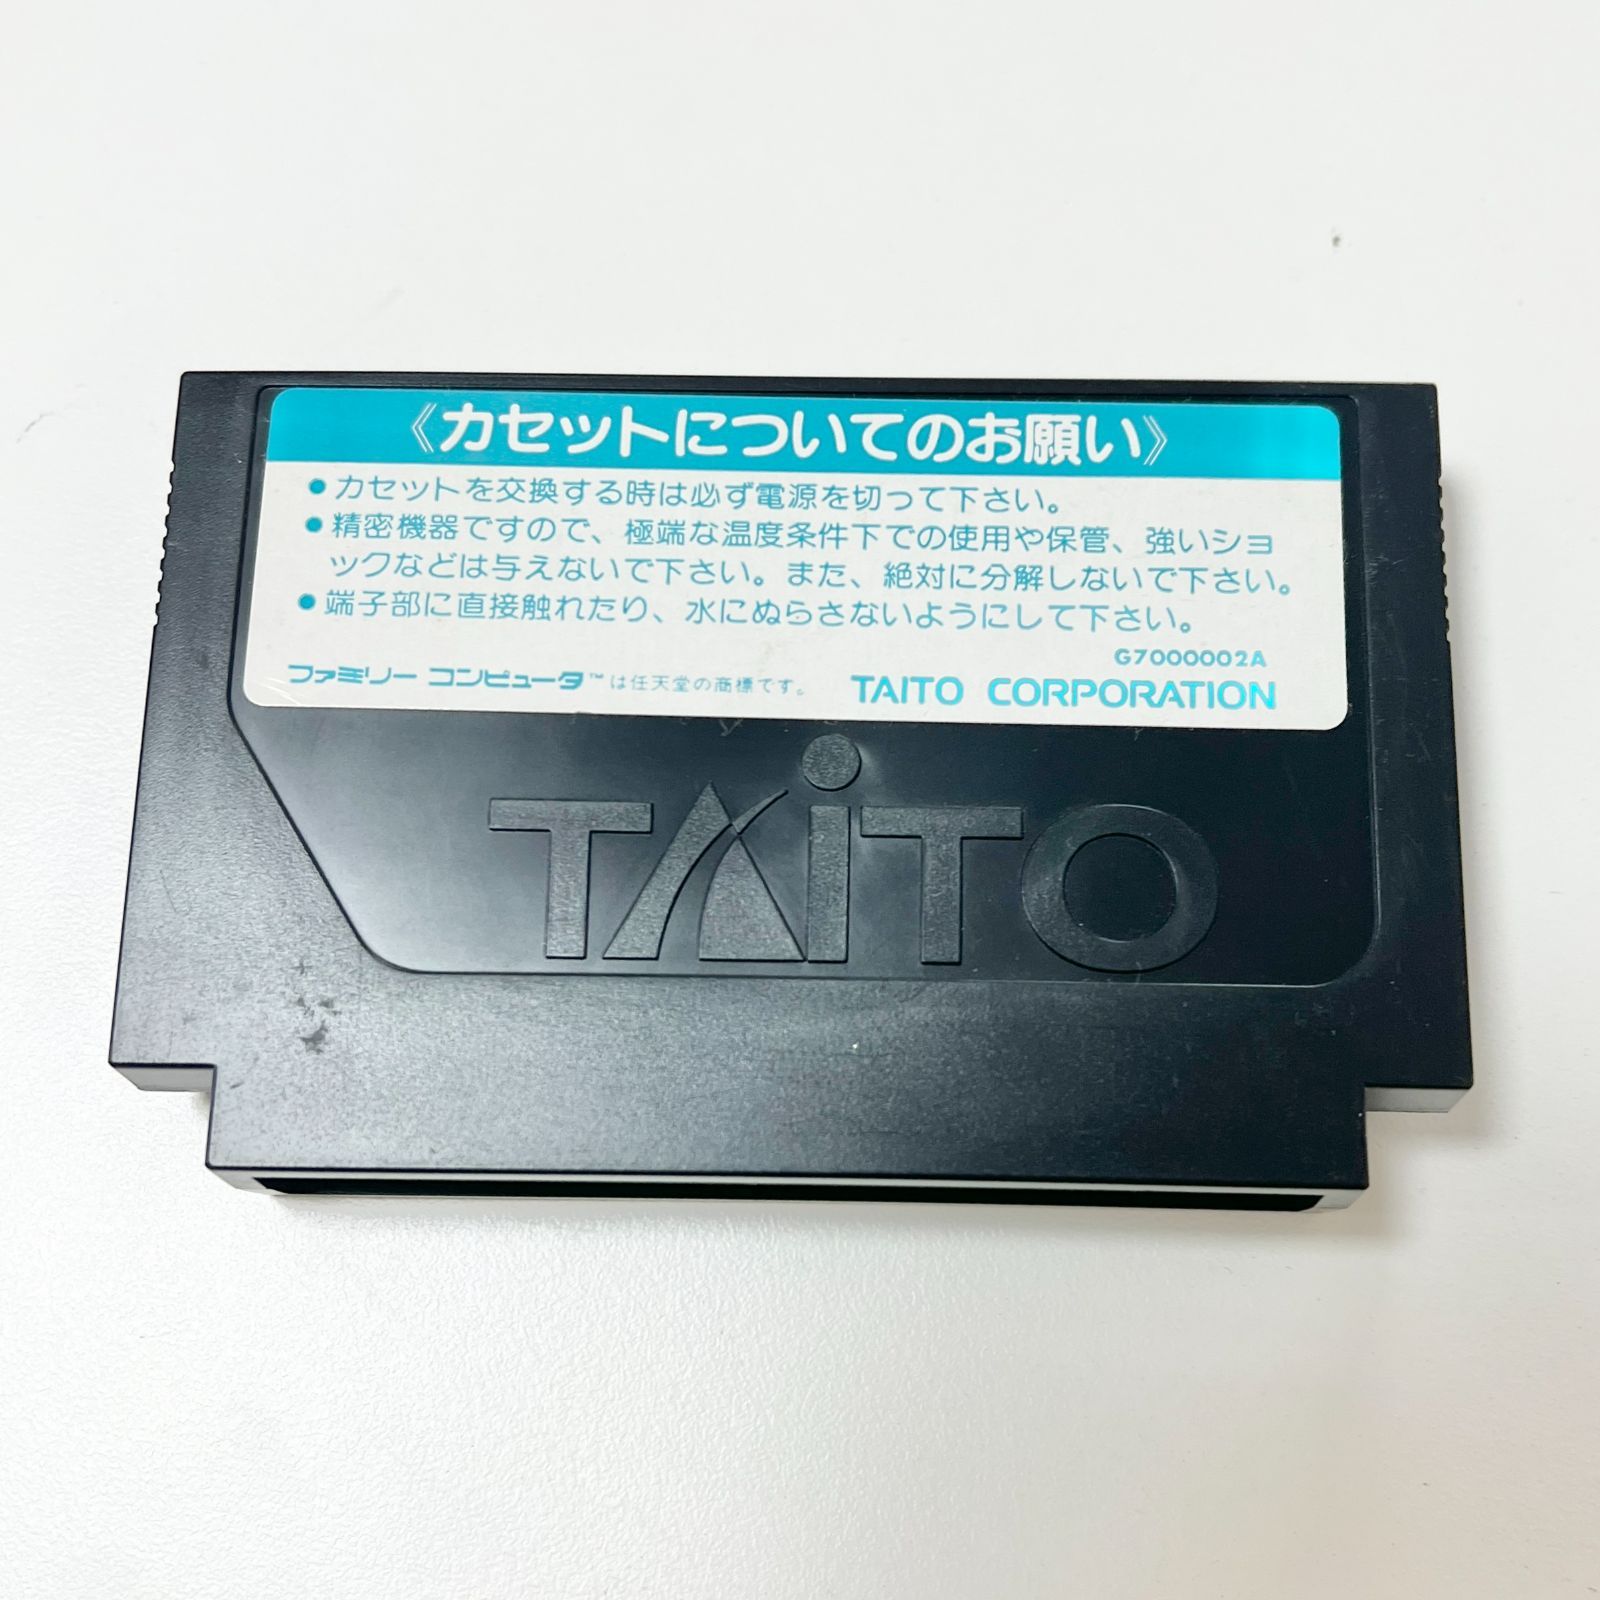 《カセットについてのお願い》
●カセットを交換する時は必ず電源を切って下さい。
●精密機器ですので、極端な温度条件下での使用や保管、強いショ
ックなどは与えないで下さい。また、絶対に分解しないで下さい。
●端子部に直接触れたり、水にぬらさないようにして下さい。
G7000002A
ファミリー コンピュータ™は任天堂の商標です。 TAITO CORPORATION
TAiTO